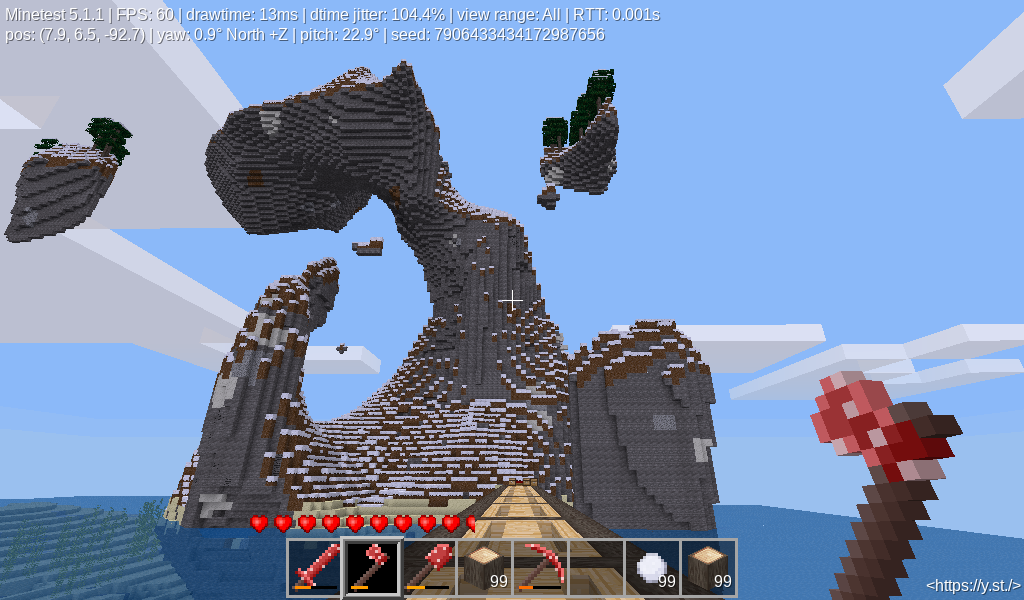 Minetest 5.1.1 | FPS: 60 | drawtime: 13ms | dtime jitter: 104.4% | view range: All | RTT: 0.001s
pos: (7.9, 6.5, -92.7) | yaw: 0.9° North +Z | pitch: 22.9° | seed: 7906433434172987656
99
99
99
<https://y.st./>